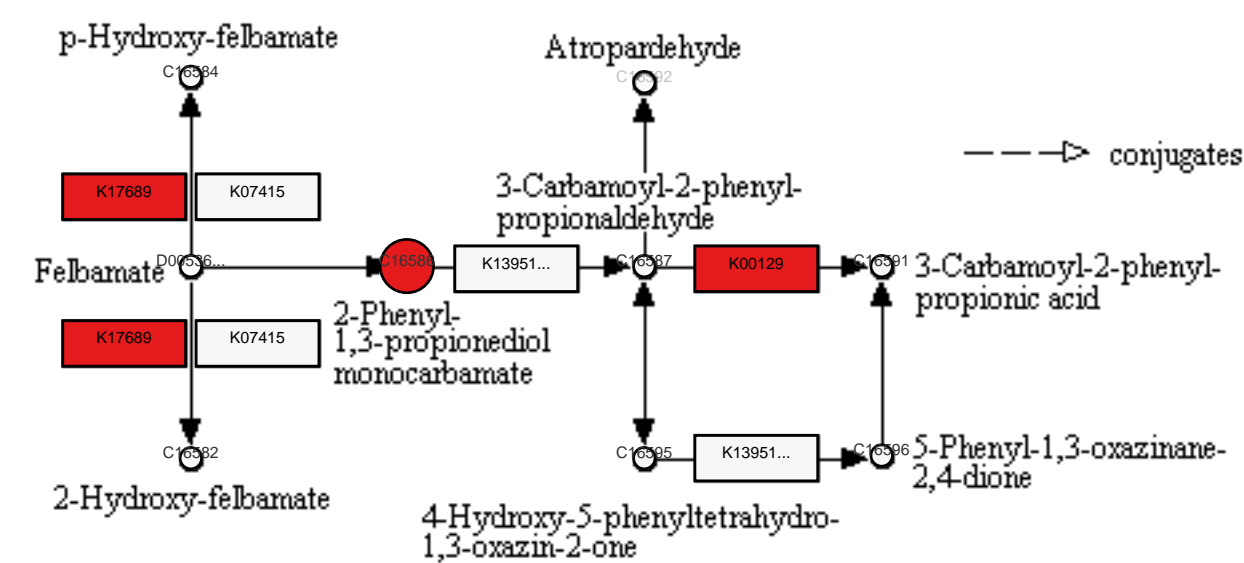 p-Hydroxy-felbamate
C16584
Atropardehyde
C16592
conjugates
K17689
K07415
3-Carbamoyl-2-phenyl-
propionaldehyde
Felbamate
D00536...
C16586
K13951...
C16587
K00129
C16591
3-Carbamoyl-2-phenyl-
propionic acid
2-Phenyl-
1,3-propionediol
monocarbamate
K17689
K07415
C16582
2-Hydroxy-felbamate
C16595
K13951...
C16596
5-Phenyl-1,3-oxazinane-
2,4-dione
4-Hydroxy-5-phenyltetrahydro-
1,3-oxazin-2-one